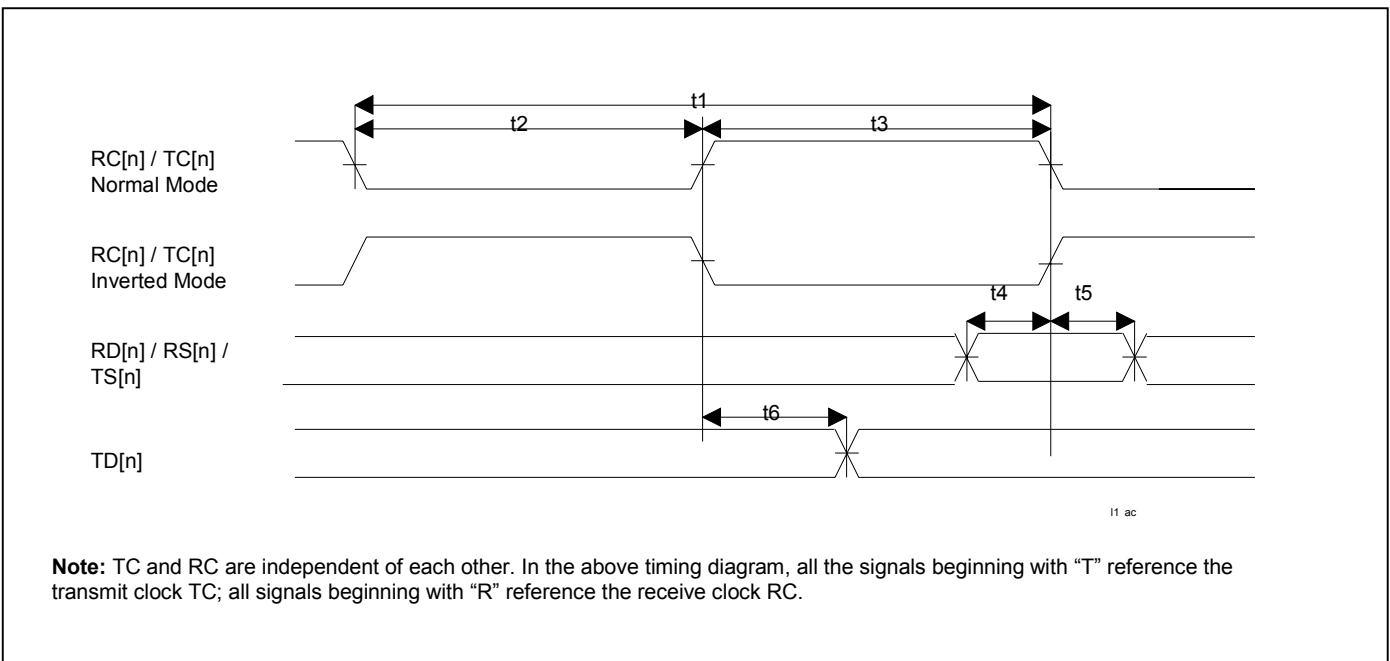 t1
t2
t3
RC[n] / TC[n]
Normal Mode
RC[n] / TC[n]
Inverted Mode
t4
t5
RD[n] / RS[n] /
TS[n]
t6
TD[n]
l1 ac
Note: TC and RC are independent of each other. In the above timing diagram, all the signals beginning with “T” reference the
transmit clock TC; all signals beginning with “R” reference the receive clock RC.